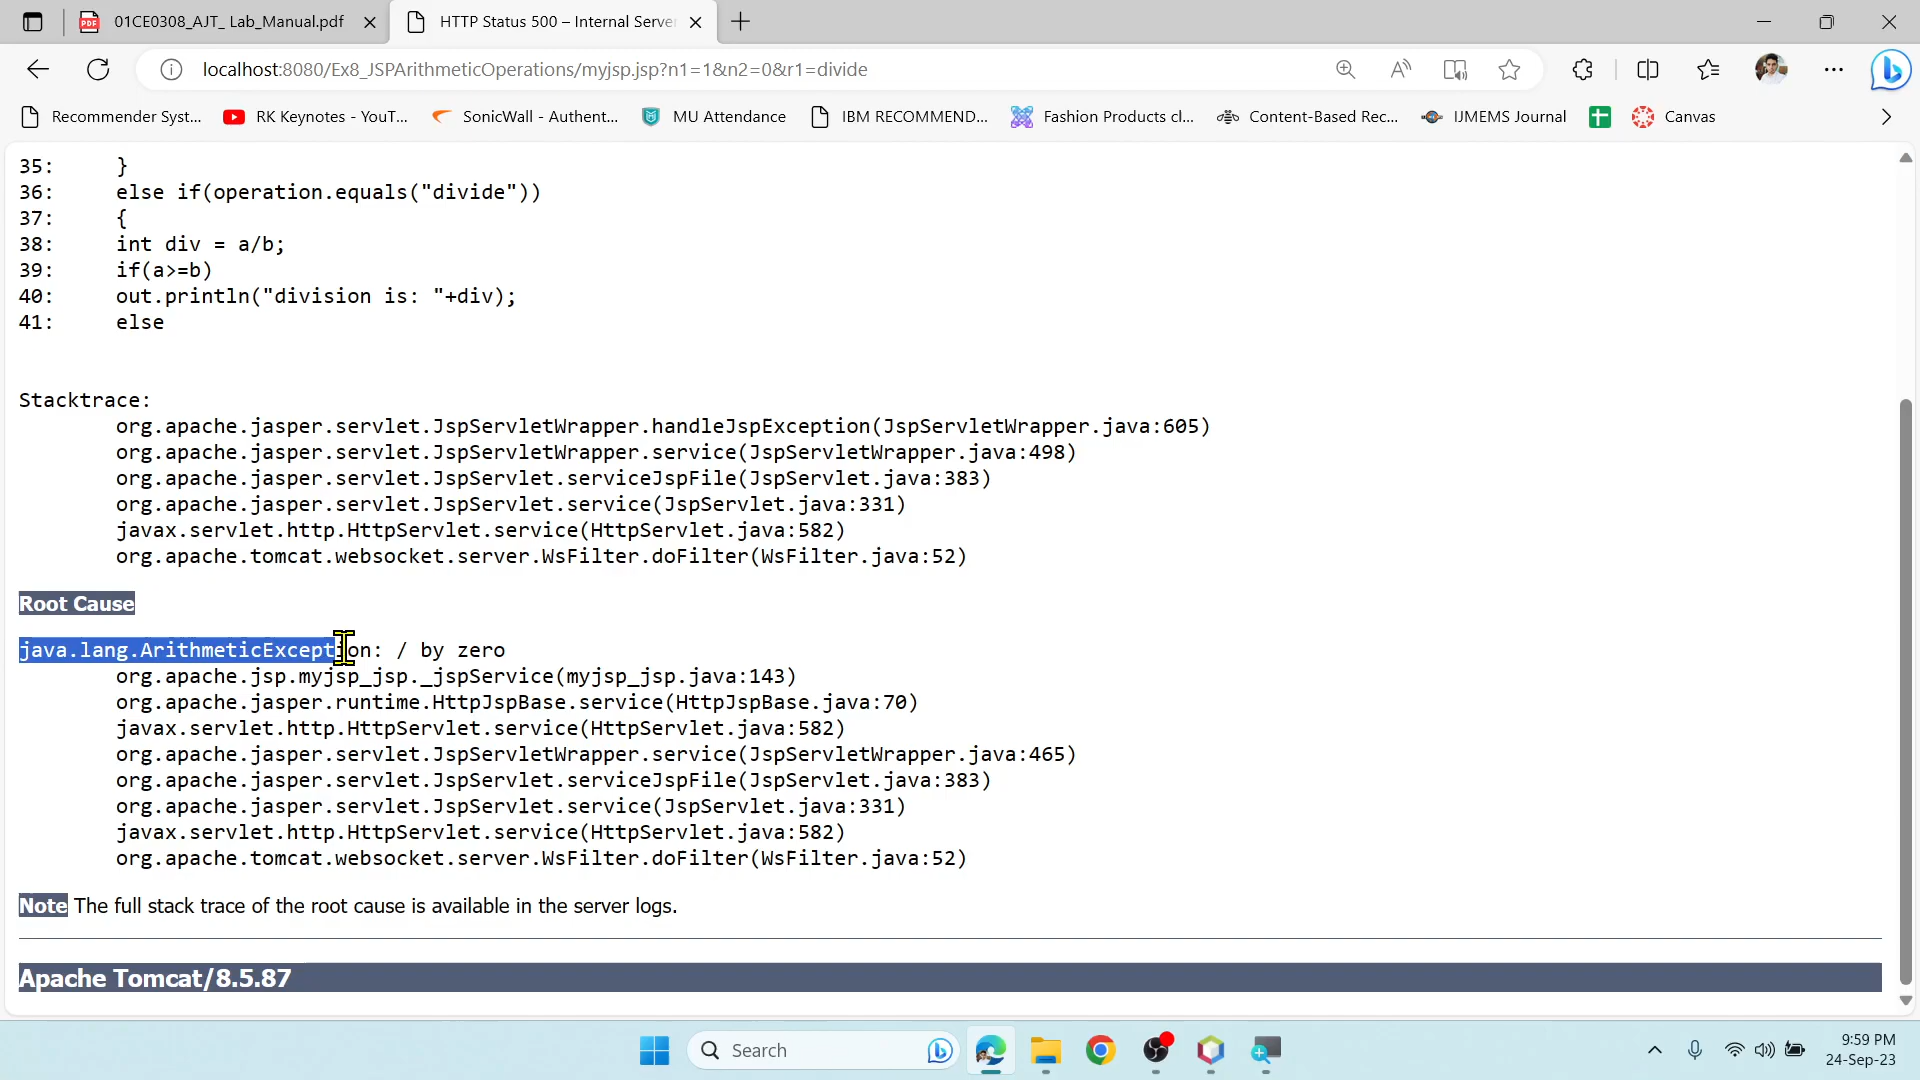 01CE0308_AJT_ Lab_Manual.pdf
HTTP Status 500 – Internal Server
localhost:8080/Ex8_JSPArithmeticOperations/myjsp.jsp?n1=1&n2=0&r1=divide
Recommender Syst... RK Keynotes - YouT... SonicWall - Authent... MU Attendance IBM RECOMMEND... Fashion Products cl... Content-Based Rec... IJMEMS Journal Canvas
35: }
36: else if(operation.equals("divide"))
37: {
38: int div = a/b;
39: if(a>=b)
40: out.println("division is: "+div);
41: else
Stacktrace:
org.apache.jasper.servlet.JspServletWrapper.handleJspException(JspServletWrapper.java:605)
org.apache.jasper.servlet.JspServletWrapper.service(JspServletWrapper.java:498)
org.apache.jasper.servlet.JspServlet.serviceJspFile(JspServlet.java:383)
org.apache.jasper.servlet.JspServlet.service(JspServlet.java:331)
javax.servlet.http.HttpServlet.service(HttpServlet.java:582)
org.apache.tomcat.websocket.server.WsFilter.doFilter(WsFilter.java:52)
Root Cause
java.lang.ArithmeticException: / by zero
org.apache.jsp.myjsp_jsp._jspService(myjsp_jsp.java:143)
org.apache.jasper.runtime.HttpJspBase.service(HttpJspBase.java:70)
javax.servlet.http.HttpServlet.service(HttpServlet.java:582)
org.apache.jasper.servlet.JspServletWrapper.service(JspServletWrapper.java:465)
org.apache.jasper.servlet.JspServlet.serviceJspFile(JspServlet.java:383)
org.apache.jasper.servlet.JspServlet.service(JspServlet.java:331)
javax.servlet.http.HttpServlet.service(HttpServlet.java:582)
org.apache.tomcat.websocket.server.WsFilter.doFilter(WsFilter.java:52)
Note The full stack trace of the root cause is available in the server logs.
Apache Tomcat/8.5.87
Search
9:59 PM
24-Sep-23